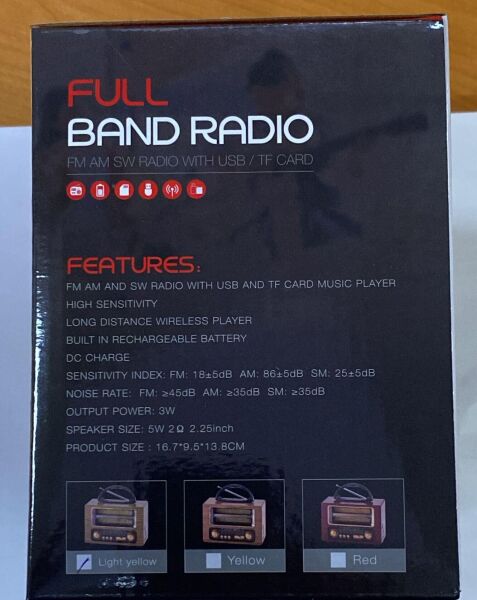 FULL
BAND RADIO
FM AM SW RADIO WITH USB / TF CARD
FEATURES:
FM AM AND SW RADIO WITH USB AND TF CARD MUSIC PLAYER
HIGH SENSITIVITY
LONG DISTANCE WIRELESS PLAYER
BUILT IN RECHARGEABLE BATTERY
DC CHARGE
SENSITIVITY INDEX: FM: 18±5dB AM: 86±5dB SM: 25±5dB
NOISE RATE: FM: ≥45dB AM: ≥35dB SM: ≥35dB
OUTPUT POWER: 3W
SPEAKER SIZE: 5W 2Ω 2.25inch
PRODUCT SIZE : 16.7*9.5*13.8CM
Light yellow
Yellow
Red